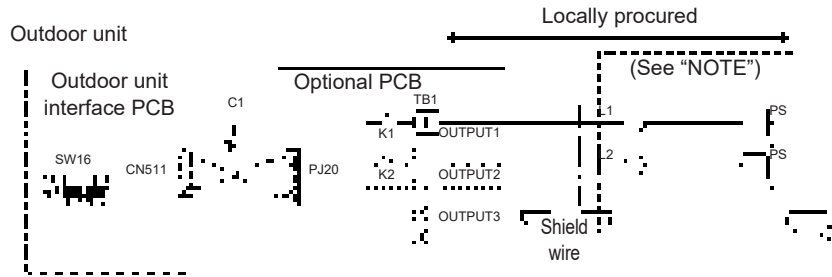 Locally procured
Outdoor unit
(See “NOTE”)
Outdoor unit
interface PCB
Optional PCB
C1
TB1
L1
PS
K1
OUTPUT1
SW16
CN511
PJ20
K2
OUTPUT2
L2
PS
OUTPUT3
Shield
wire